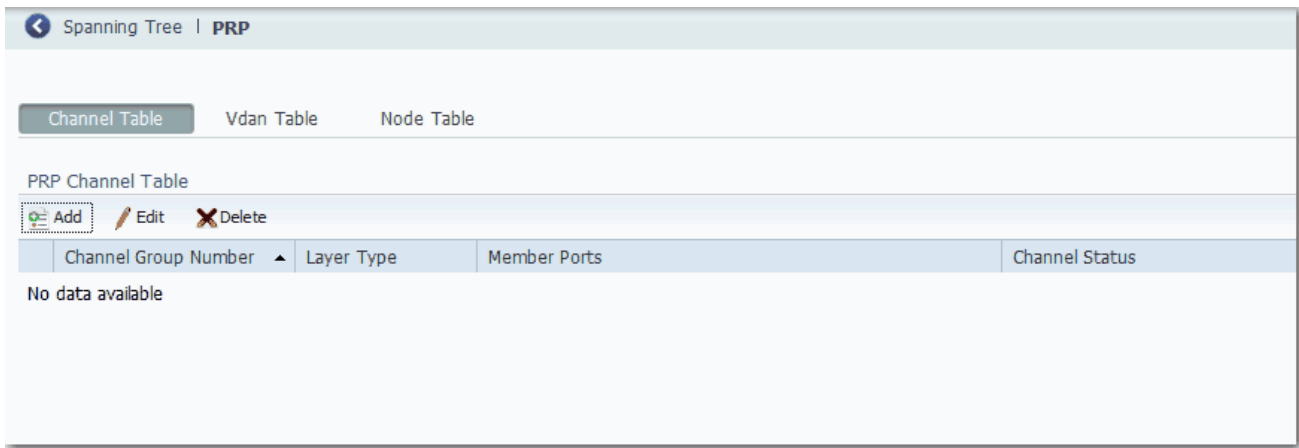 Spanning Tree | PRP
Channel Table Vdan Table Node Table
PRP Channel Table
Add Edit Delete
Channel Group Number Layer Type Member Ports Channel Status
No data available